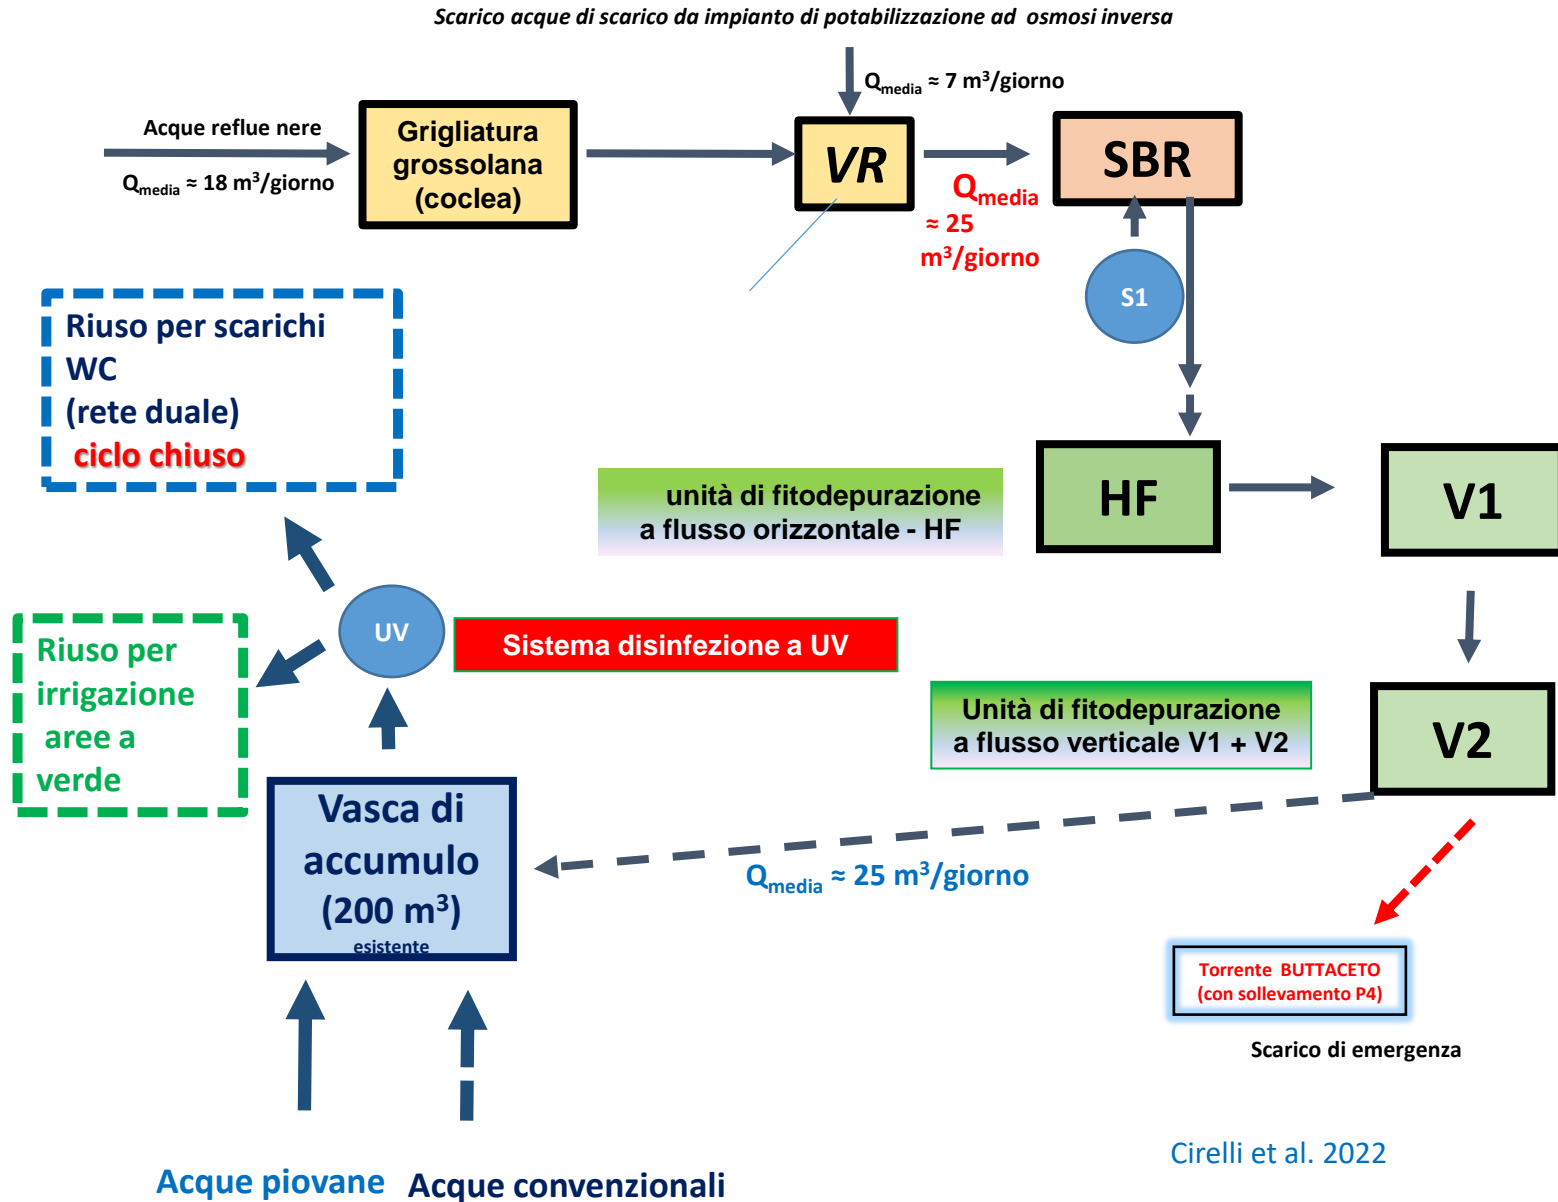 Scarico acque di scarico da impianto di potabilizzazione ad osmosi inversa
Q_media ≈ 7 m³/giorno
Acque reflue nere
Q_media ≈ 18 m³/giorno
Grigliatura
grossolana
(coclea)
VR
SBR
Q_media
≈ 25
m³/giorno
S1
Riuso per scarichi
WC
(rete duale)
ciclo chiuso
unità di fitodepurazione
a flusso orizzontale - HF
HF
V1
UV
Sistema disinfezione a UV
Riuso per
irrigazione
aree a
verde
Unità di fitodepurazione
a flusso verticale V1 + V2
V2
Vasca di
accumulo
(200 m³)
esistente
Q_media ≈ 25 m³/giorno
Torrente BUTTACETO
(con sollevamento P4)
Scarico di emergenza
Acque piovane
Acque convenzionali
Cirelli et al. 2022